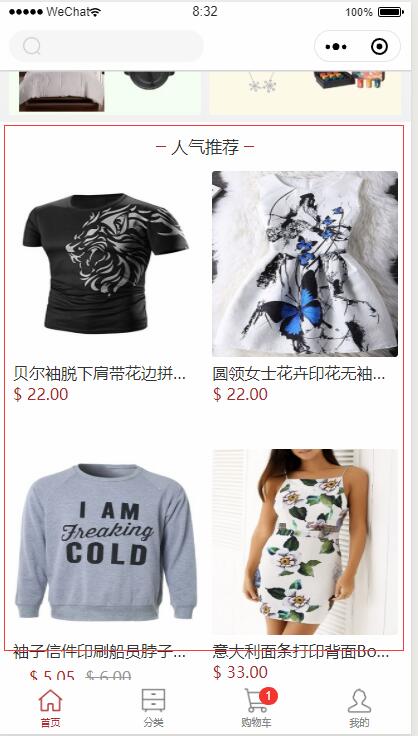 WeChat 8:32 100%
— 人气推荐 —
贝尔袖脱下肩带花边拼...
$ 22.00
圆领女士花卉印花无袖...
$ 22.00
I AM
Freaking
COLD
袖子信件印刷船员脖子...
$ 5.05 $ 6.00
意大利面条打印背面Bo...
$ 33.00
1
首页 分类 购物车 我的